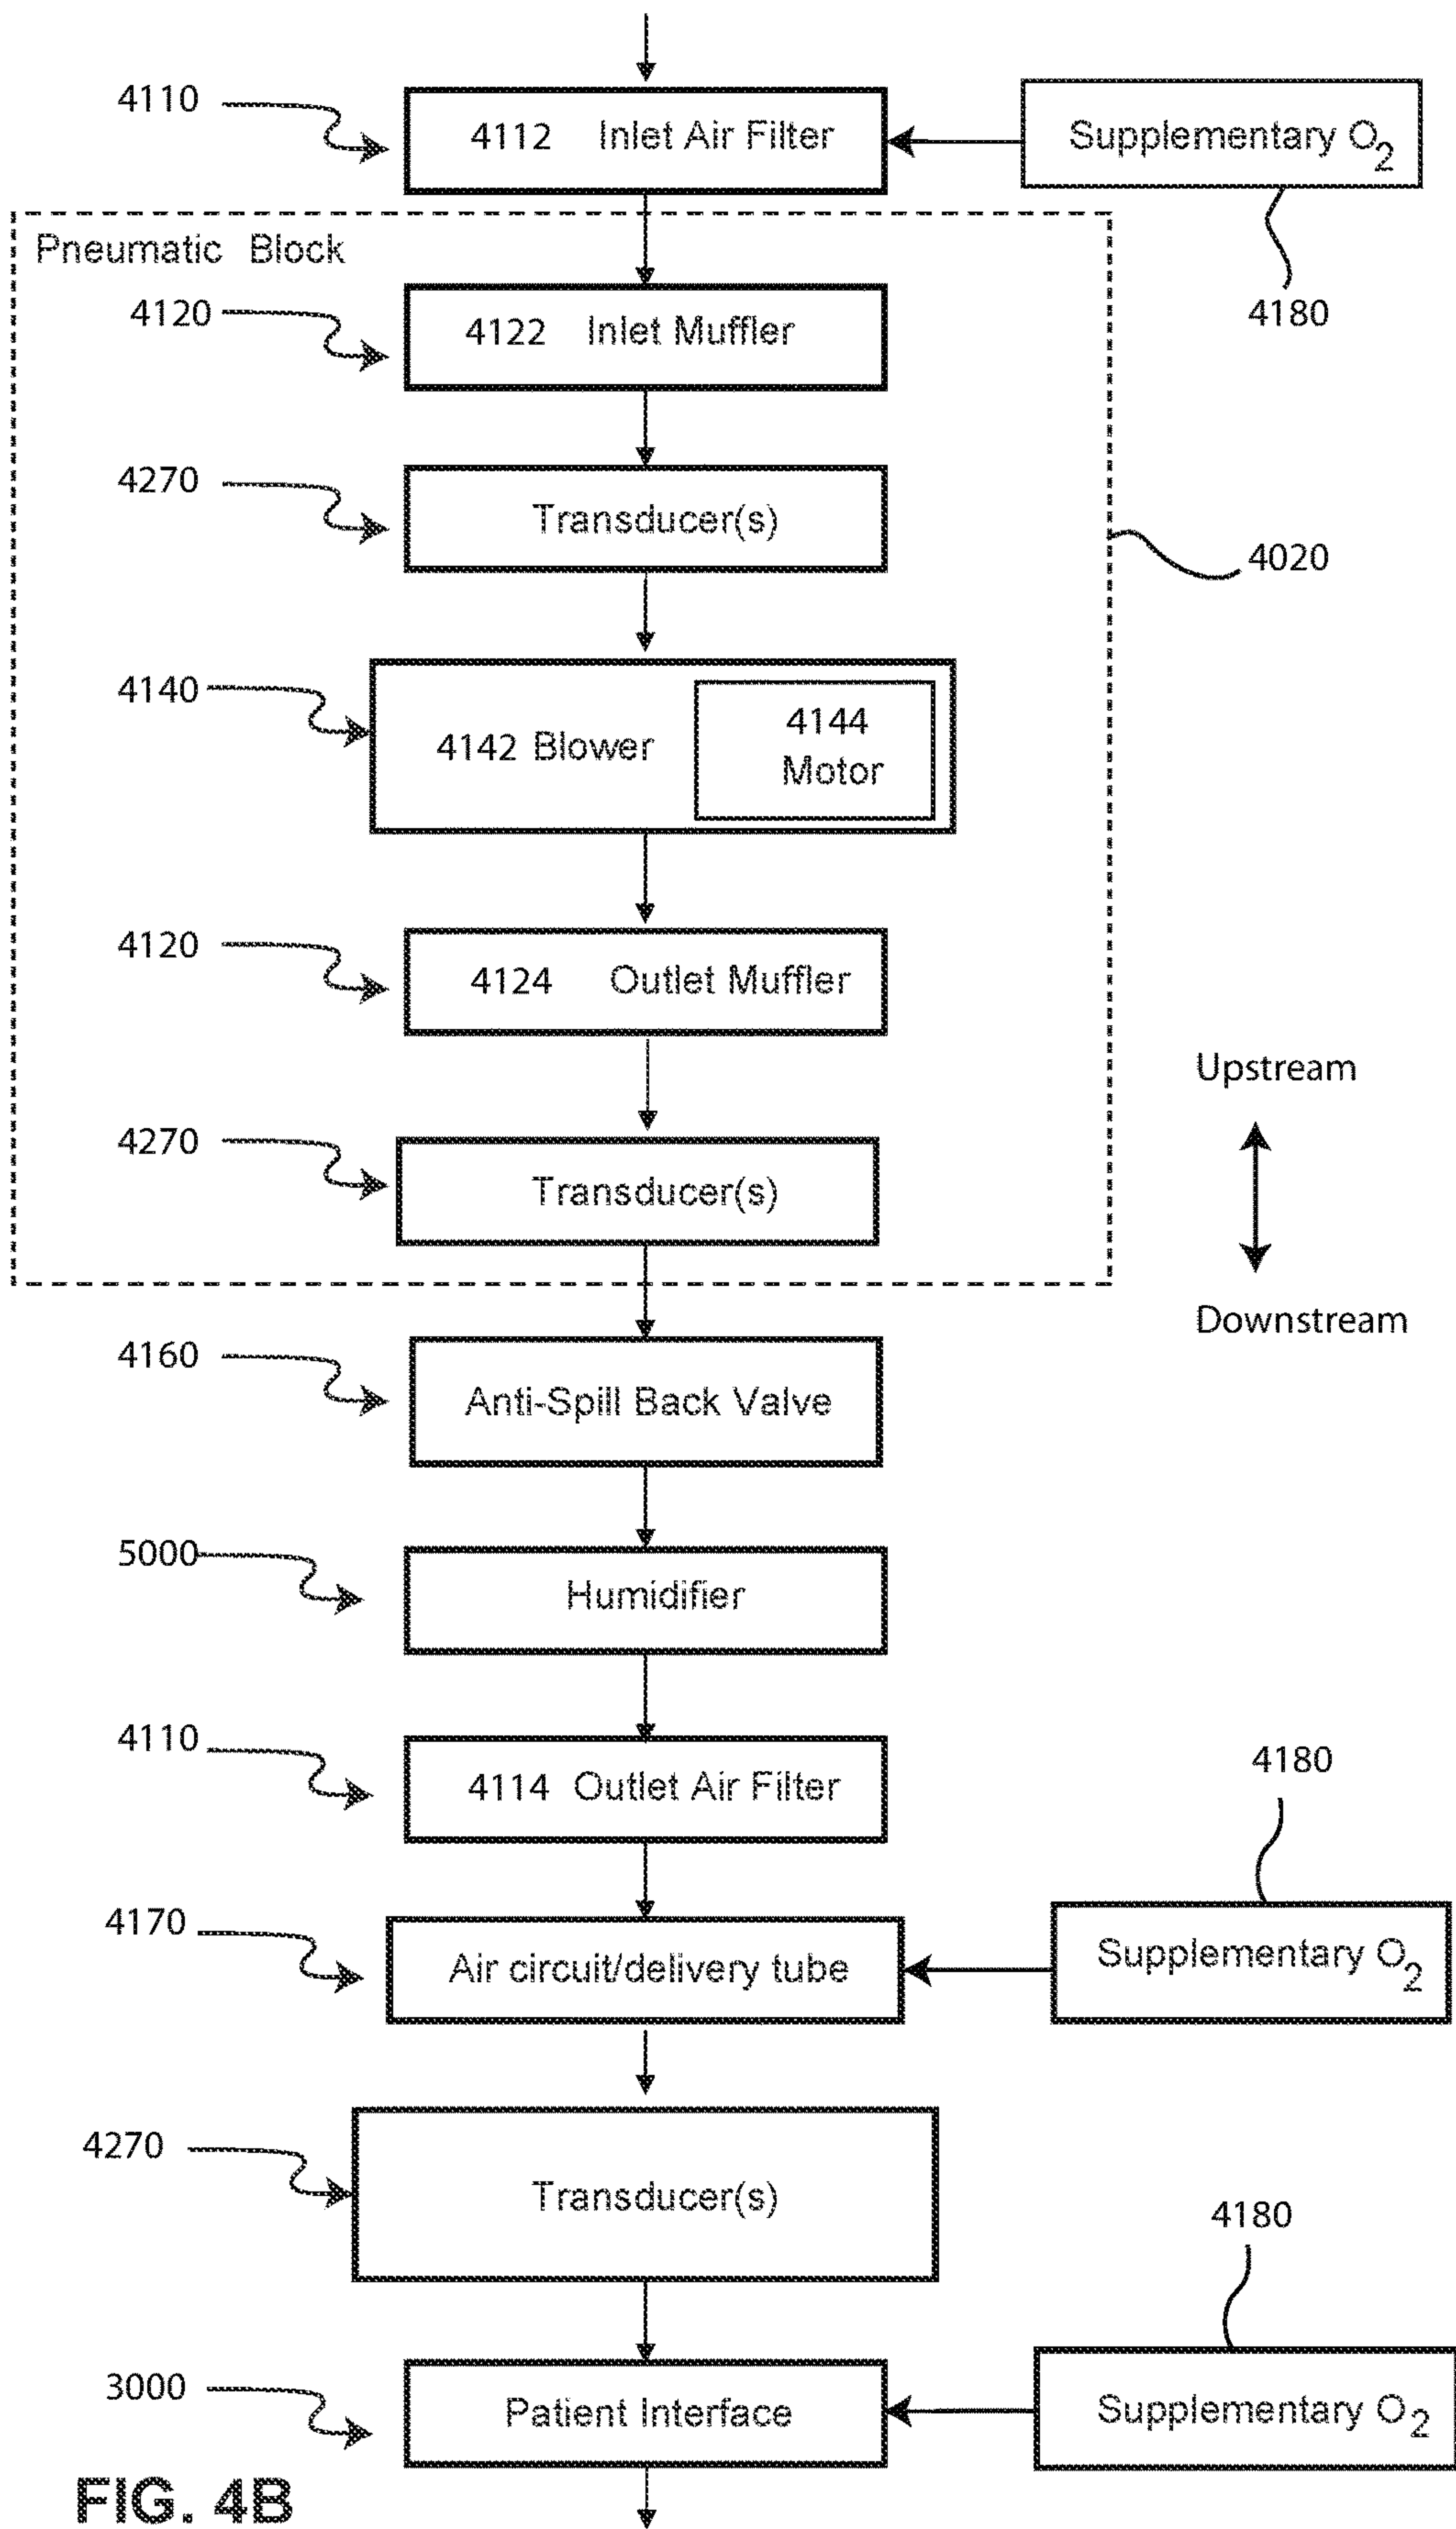 4110
4112 Inlet Air Filter
Supplementary O2
4180
Pneumatic Block
4120
4122 Inlet Muffler
4270
Transducer(s)
4020
4140
4142 Blower
4144
Motor
4120
4124 Outlet Muffler
4270
Transducer(s)
Upstream
Downstream
4160
Anti-Spill Back Valve
5000
Humidifier
4110
4114 Outlet Air Filter
4180
4170
Air circuit/delivery tube
Supplementary O2
4270
Transducer(s)
4180
3000
Patient Interface
Supplementary O2
FIG. 4B